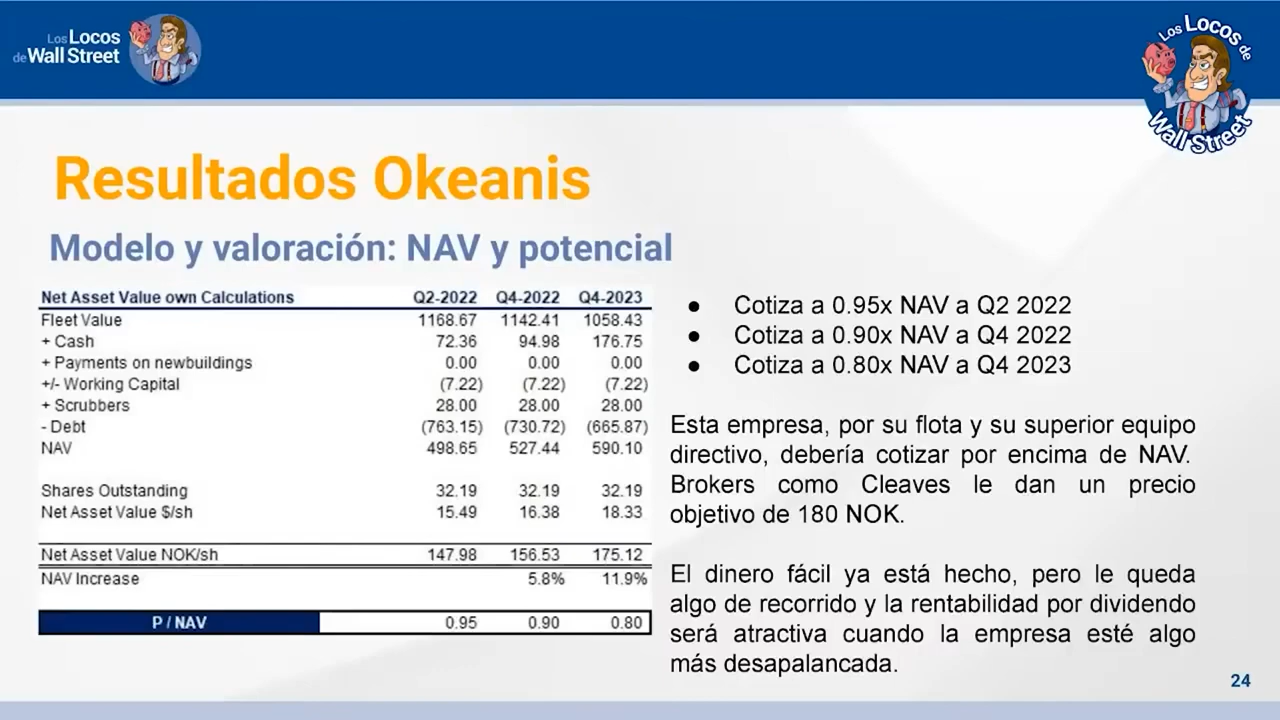 Los Locos
de Wall Street
Los Locos de
Wall Street
Resultados Okeanis
Modelo y valoración: NAV y potencial
Net Asset Value own Calculations Q2-2022 Q4-2022 Q4-2023
Fleet Value 1168.67 1142.41 1058.43
+ Cash 72.36 94.98 176.75
+ Payments on newbuildings 0.00 0.00 0.00
+/- Working Capital (7.22) (7.22) (7.22)
+ Scrubbers 28.00 28.00 28.00
- Debt (763.15) (730.72) (665.87)
NAV 498.65 527.44 590.10
Shares Outstanding 32.19 32.19 32.19
Net Asset Value $/sh 15.49 16.38 18.33
Net Asset Value NOK/sh 147.98 156.53 175.12
NAV Increase 5.8% 11.9%
P / NAV 0.95 0.90 0.80
● Cotiza a 0.95x NAV a Q2 2022
● Cotiza a 0.90x NAV a Q4 2022
● Cotiza a 0.80x NAV a Q4 2023
Esta empresa, por su flota y su superior equipo
directivo, debería cotizar por encima de NAV.
Brokers como Cleaves le dan un precio
objetivo de 180 NOK.
El dinero fácil ya está hecho, pero le queda
algo de recorrido y la rentabilidad por dividendo
será atractiva cuando la empresa esté algo
más desapalancada.
24